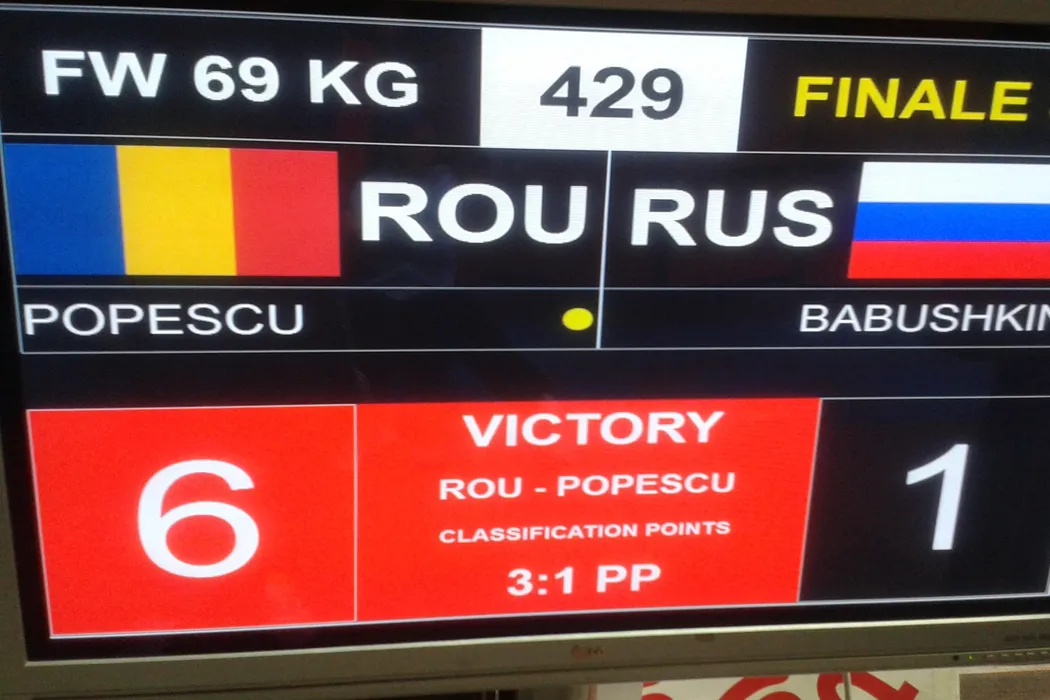 FW 69 KG 429 FINALE
ROU RUS
POPESCU BABUSHKIN
6 VICTORY 1
ROU - POPESCU
CLASSIFICATION POINTS
3:1 PP
LG